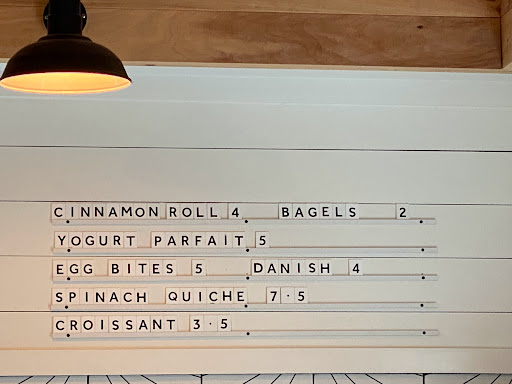 CINNAMON ROLL 4 BAGELS 2
YOGURT PARFAIT 5
EGG BITES 5 DANISH 4
SPINACH QUICHE 7.5
CROISSANT 3.5